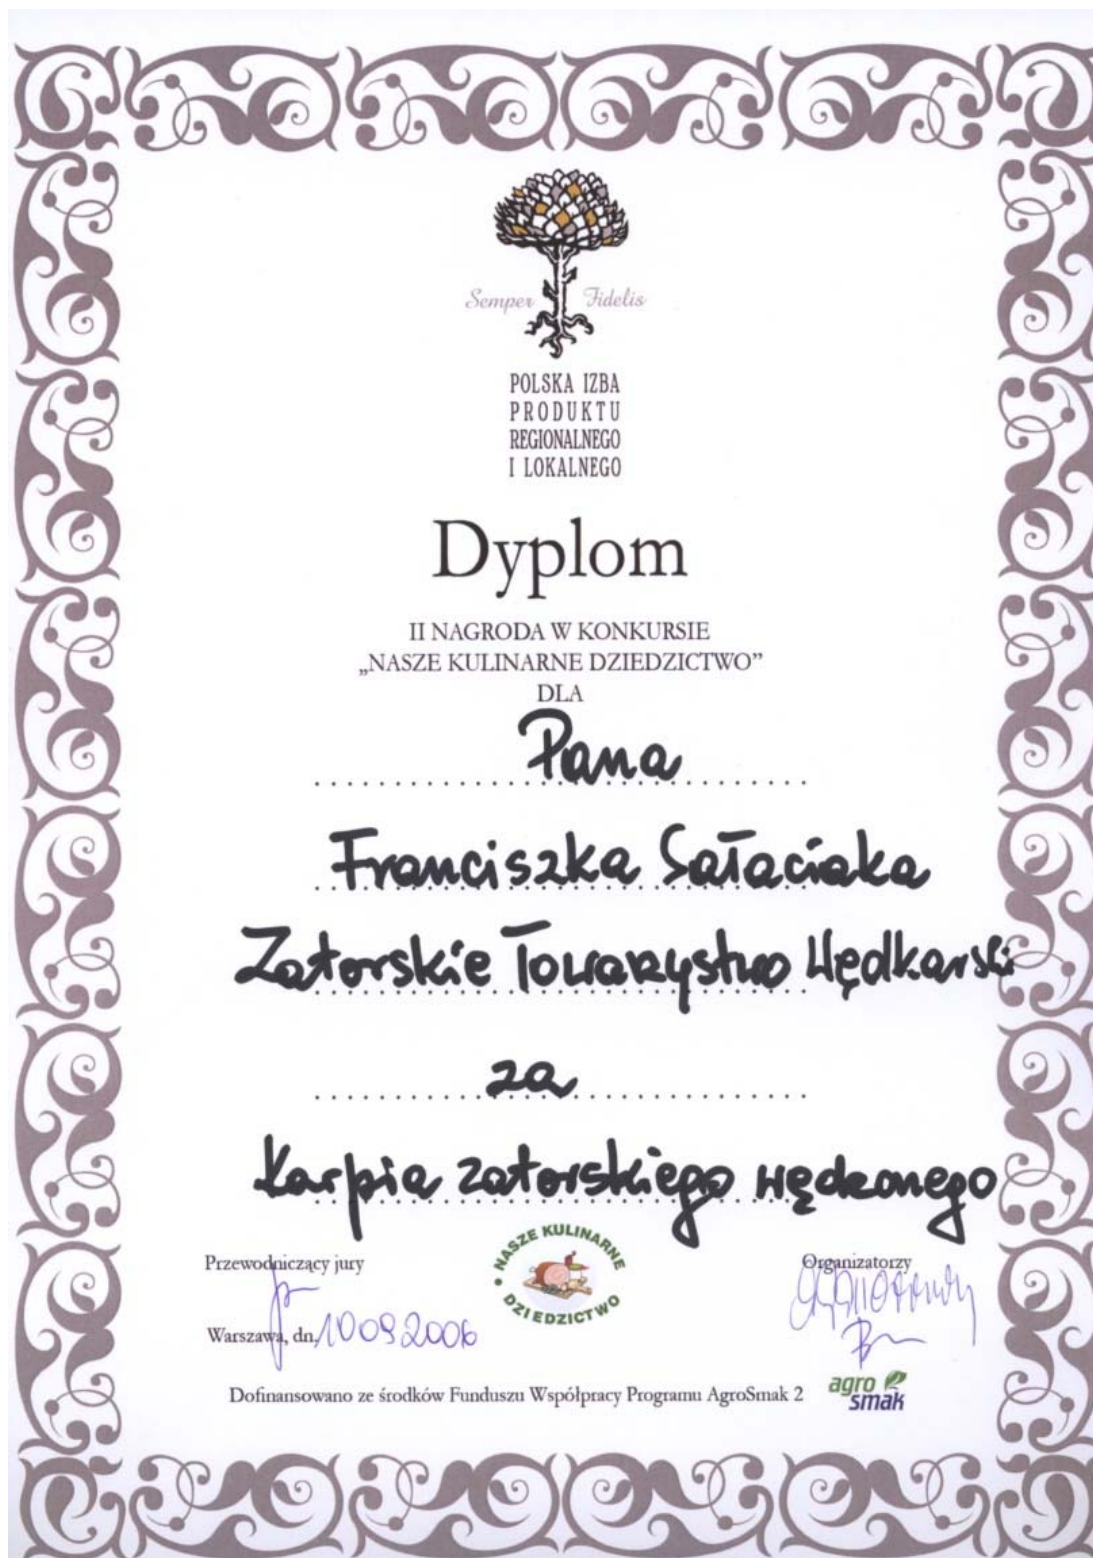 Semper Fidelis
POLSKA IZBA
PRODUKTU
REGIONALNEGO
I LOKALNEGO
Dyplom
II NAGRODA W KONKURSIE
„NASZE KULINARNE DZIEDZICTWO”
DLA
Pana
Franciszka Sałaciaka
Zatorskie Towarzystwo Wędkarski
za
Karpia zatorskiego wędzonego
NASZE KULINARNE
DZIEDZICTWO
Przewodniczący jury
Organizatorzy
Warszawa, dn. 10 09 2006
Dofinansowano ze środków Funduszu Współpracy Programu AgroSmak 2
agro
smak